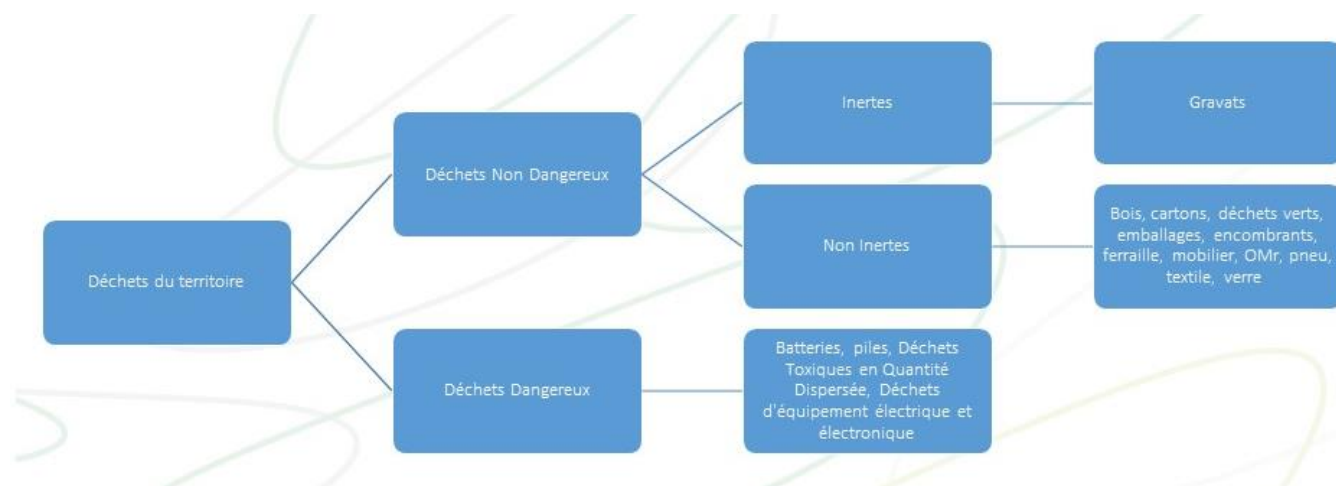 Déchets du territoire
Déchets Non Dangereux
Inertes
Gravats
Non Inertes
Bois, cartons, déchets verts,
emballages, encombrants,
ferraille, mobilier, OMr, pneu,
textile, verre
Déchets Dangereux
Batteries, piles, Déchets
Toxiques en Quantité
Dispersée, Déchets
d'équipement électrique et
électronique